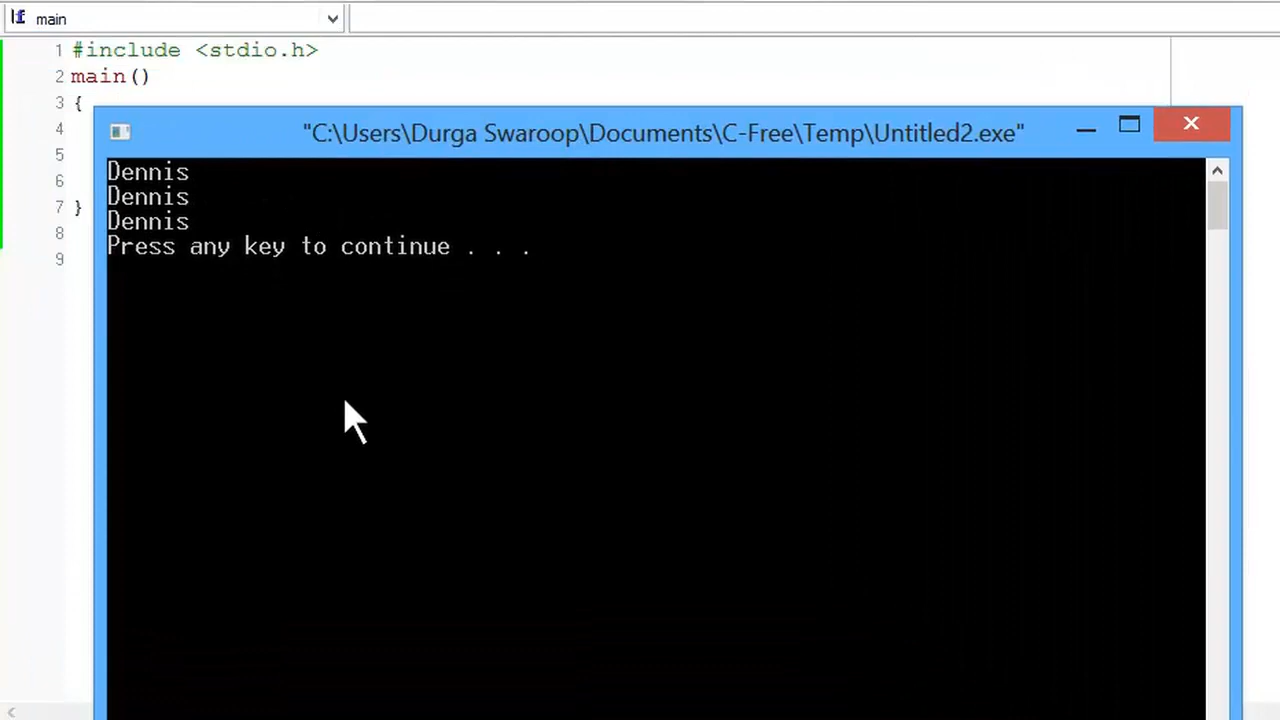 main
1 #include <stdio.h>
2 main()
3 {
"C:\Users\Durga Swaroop\Documents\C-Free\Temp\Untitled2.exe"
4
5
6
7 }
8
9
Dennis
Dennis
Dennis
Press any key to continue . . .